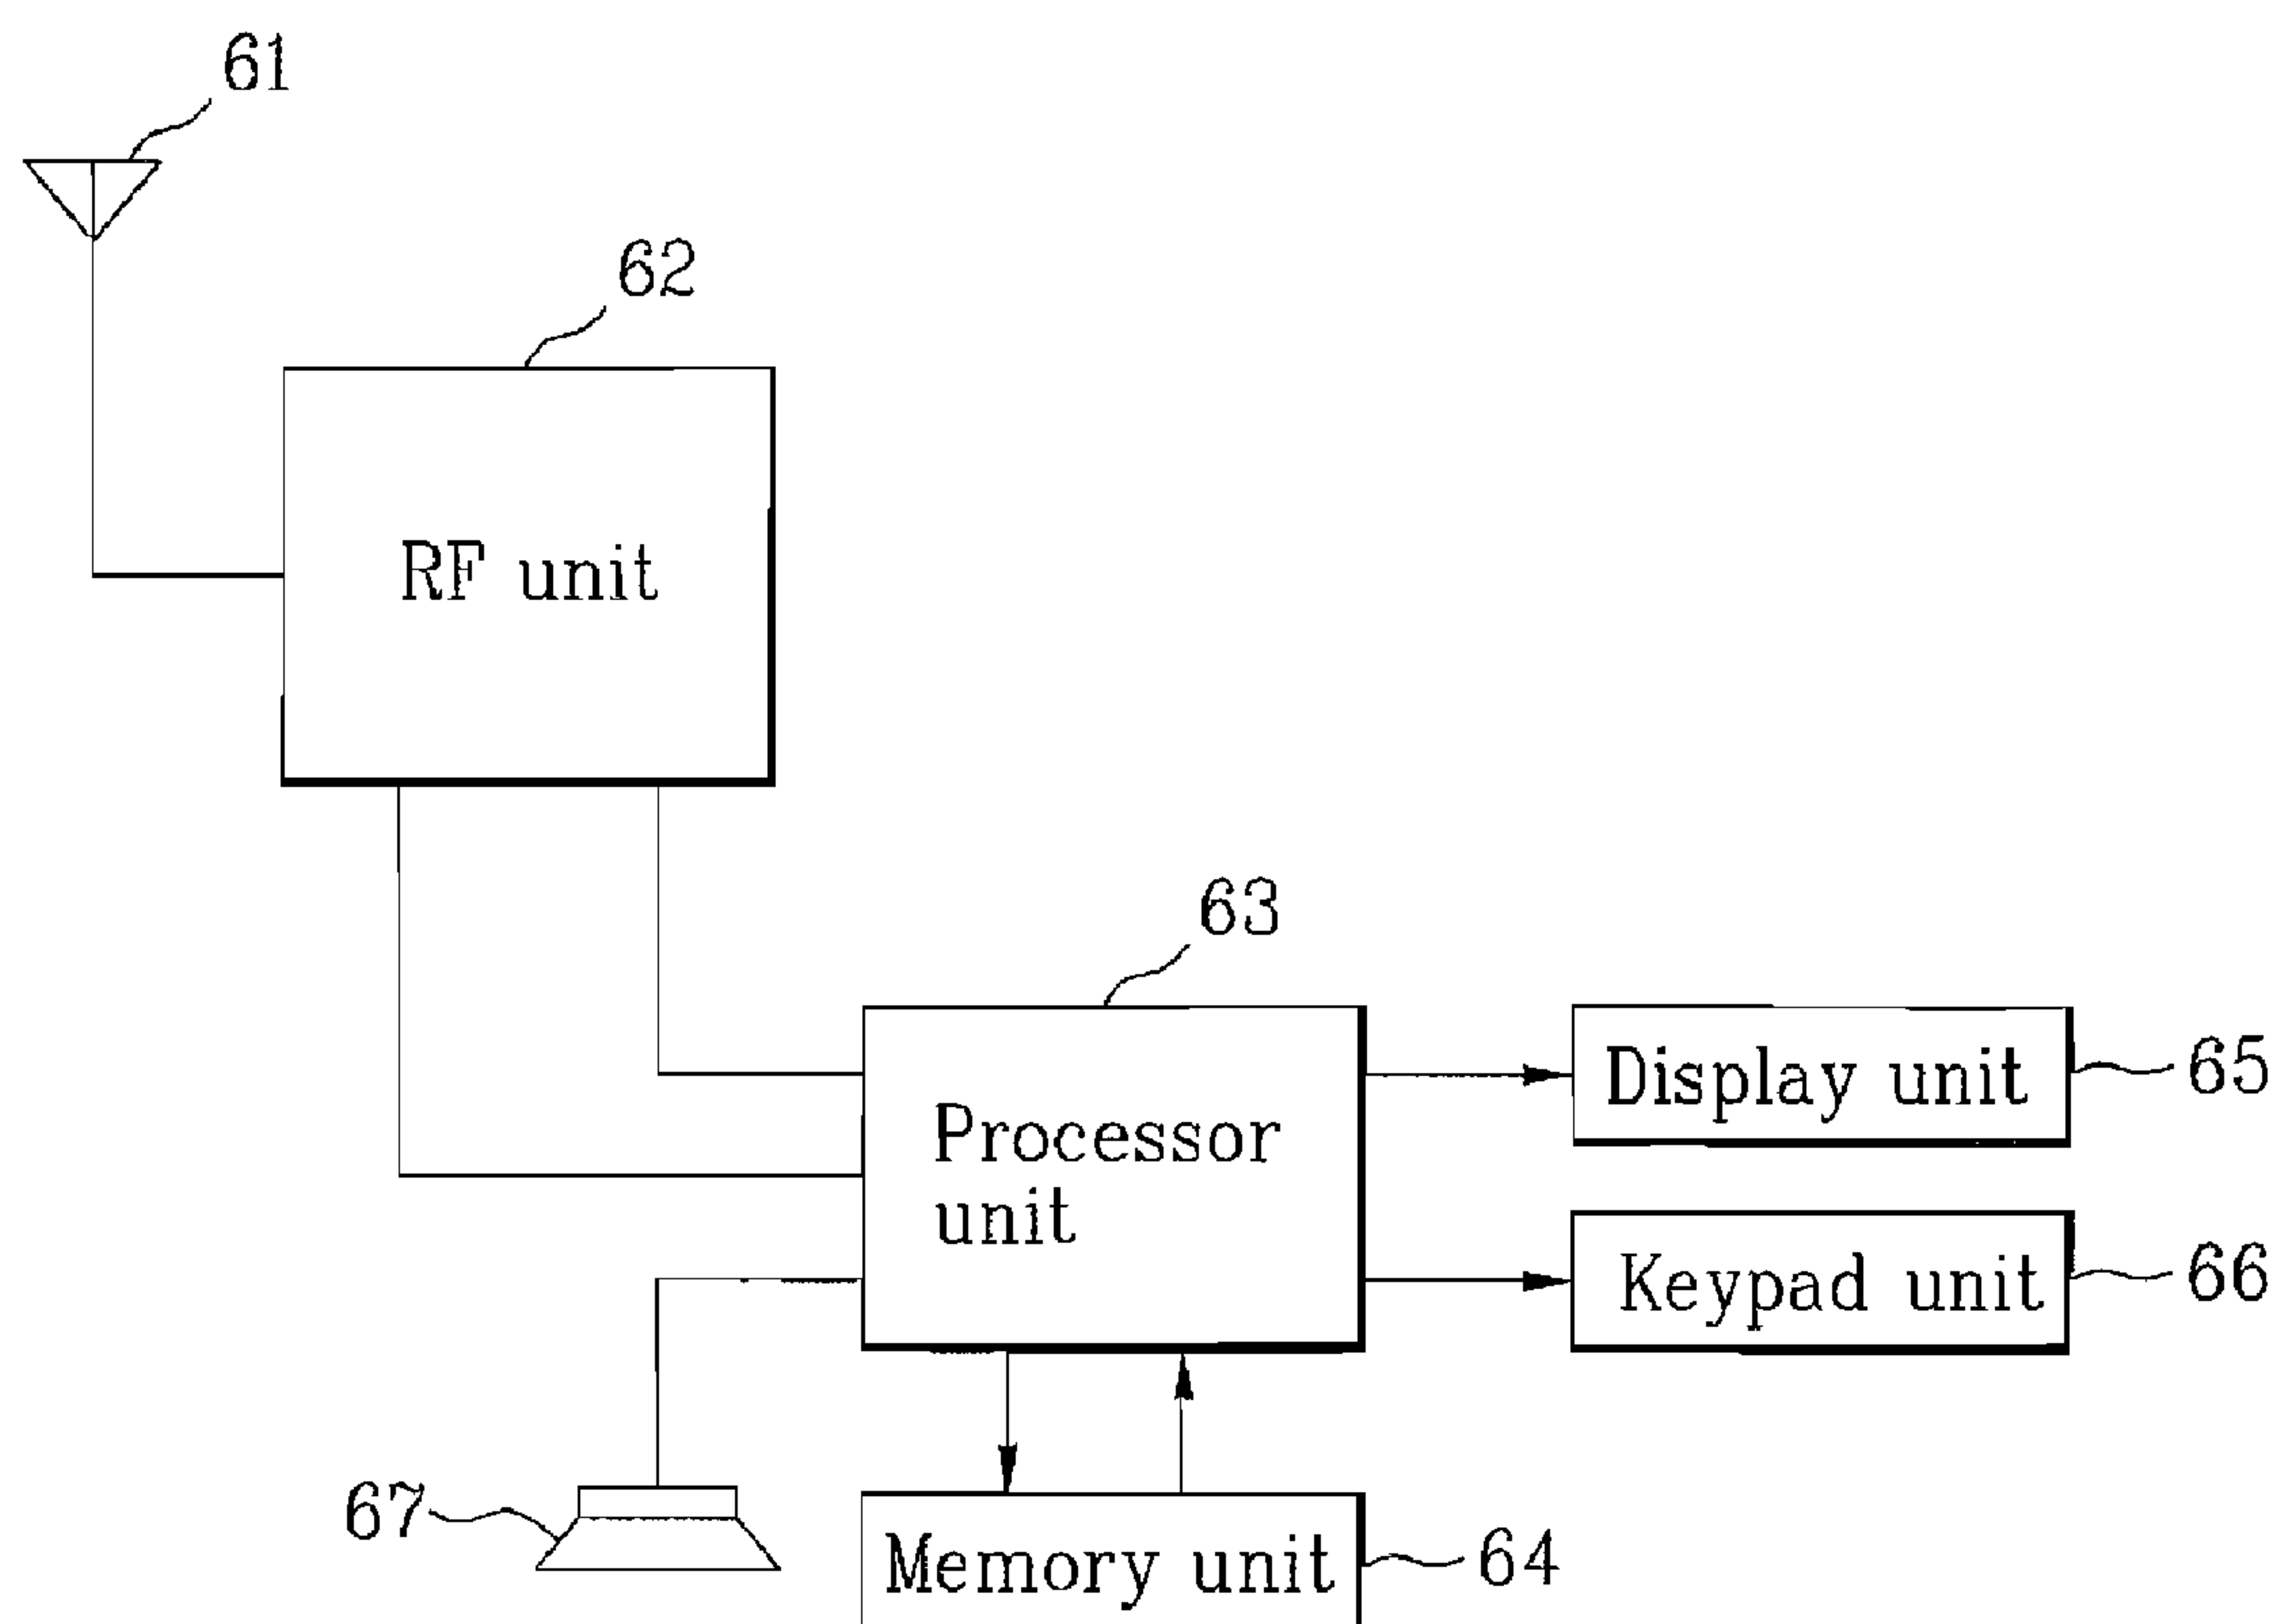 61
62
RF unit
63
Processor
unit
Display unit
65
Keypad unit
66
67
Memory unit
64